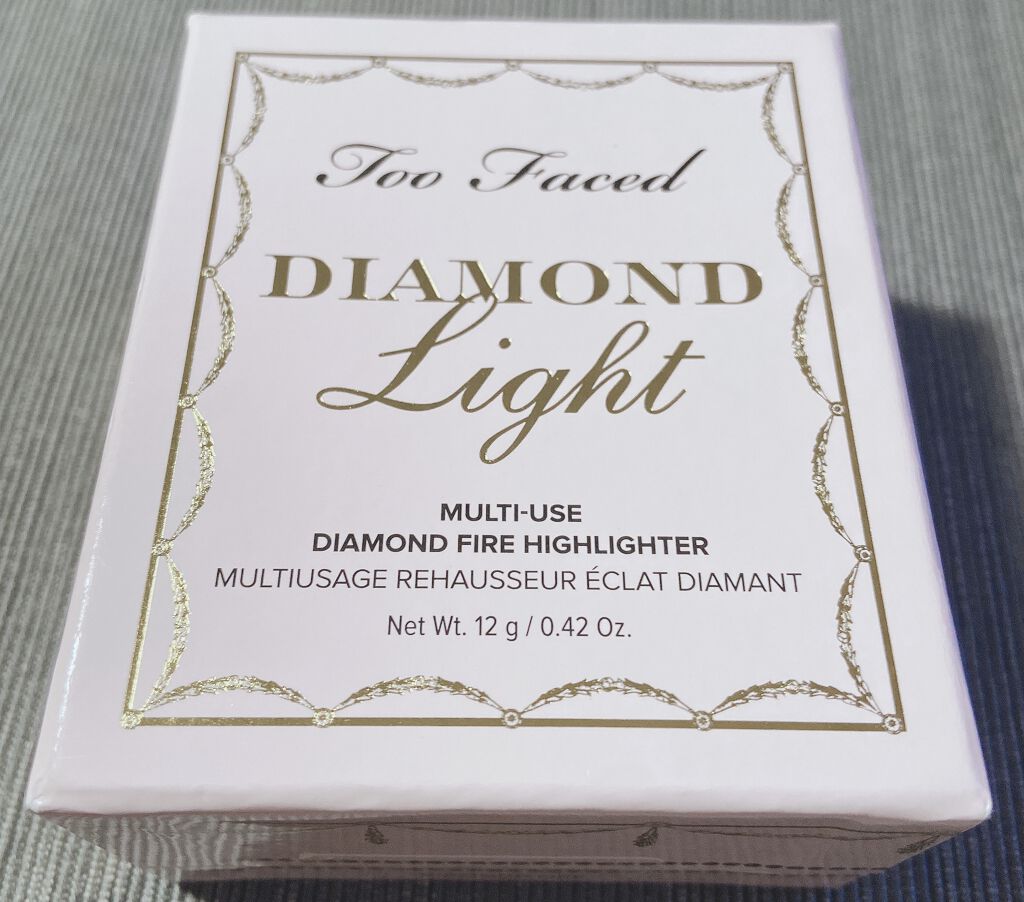 Too Faced
DIAMOND
Light
MULTI-USE
DIAMOND FIRE HIGHLIGHTER
MULTIUSAGE REHAUSSEUR ÉCLAT DIAMANT
Net Wt. 12 g / 0.42 Oz.